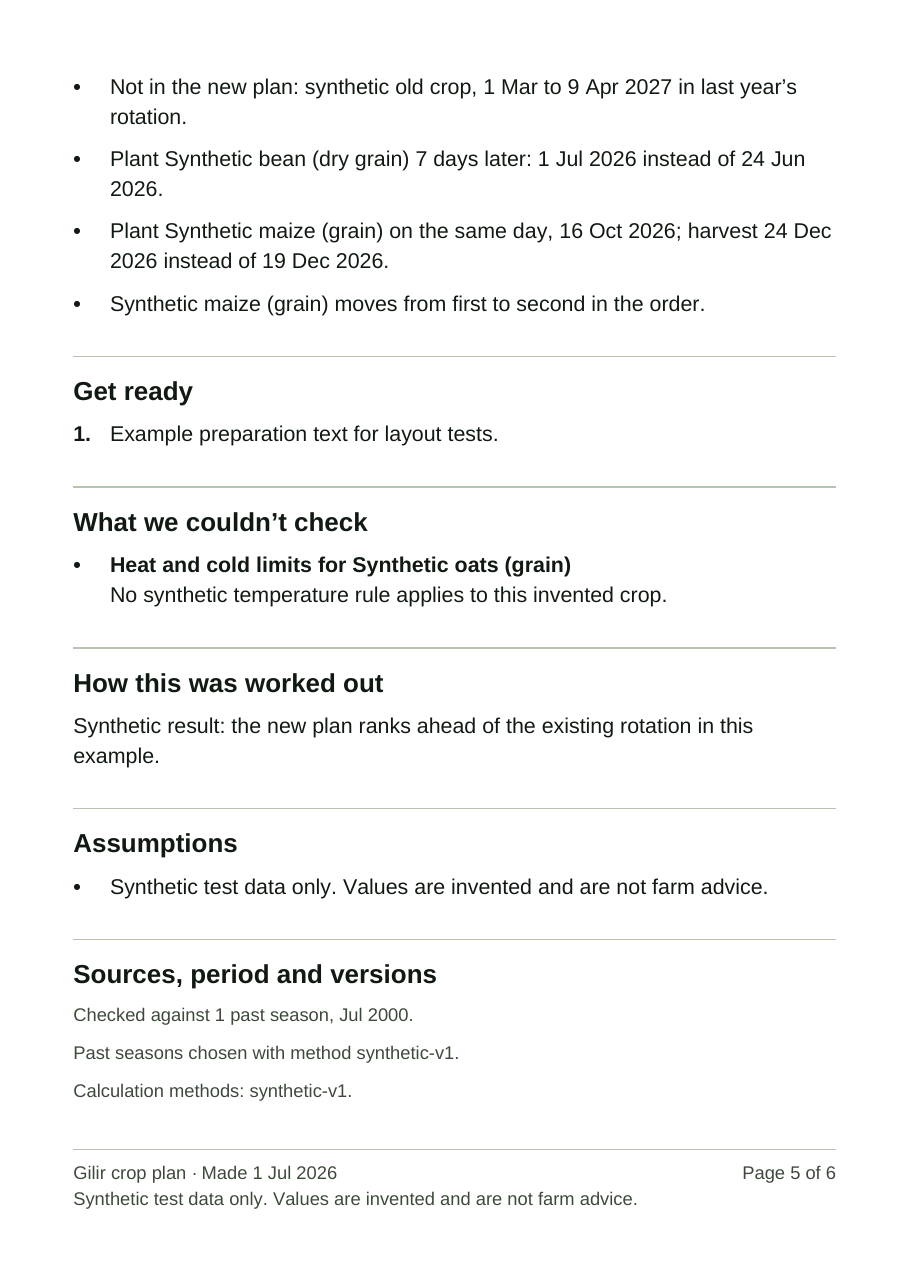 • Not in the new plan: synthetic old crop, 1 Mar to 9 Apr 2027 in last year’s
rotation.
• Plant Synthetic bean (dry grain) 7 days later: 1 Jul 2026 instead of 24 Jun
2026.
• Plant Synthetic maize (grain) on the same day, 16 Oct 2026; harvest 24 Dec
2026 instead of 19 Dec 2026.
• Synthetic maize (grain) moves from first to second in the order.
Get ready
1. Example preparation text for layout tests.
What we couldn’t check
• Heat and cold limits for Synthetic oats (grain)
No synthetic temperature rule applies to this invented crop.
How this was worked out
Synthetic result: the new plan ranks ahead of the existing rotation in this
example.
Assumptions
• Synthetic test data only. Values are invented and are not farm advice.
Sources, period and versions
Checked against 1 past season, Jul 2000.
Past seasons chosen with method synthetic-v1.
Calculation methods: synthetic-v1.
Gilir crop plan · Made 1 Jul 2026 Page 5 of 6
Synthetic test data only. Values are invented and are not farm advice.